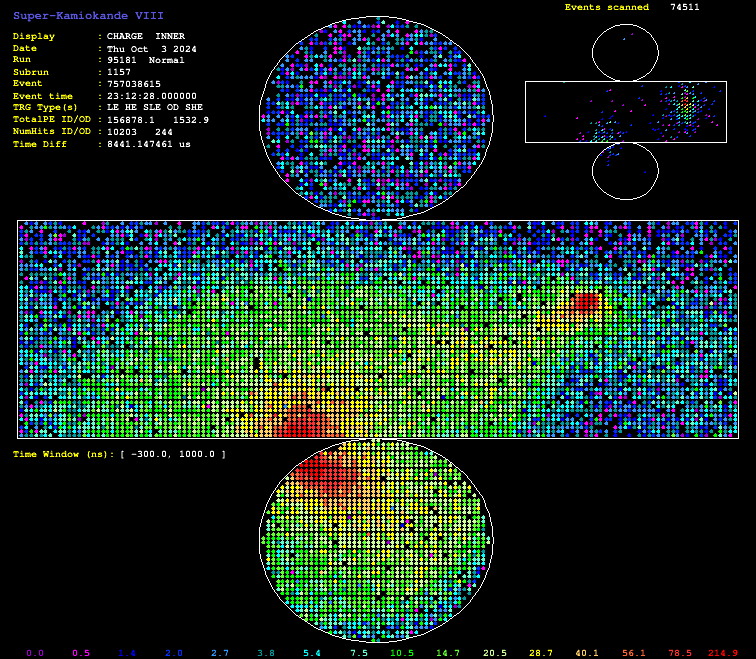 Super-Kamiokande VIII
Events scanned 74511
Display : CHARGE INNER
Date : Thu Oct 3 2024
Run : 95181 Normal
Subrun : 1157
Event : 757038615
Event time : 23:12:28.000000
TRG Type(s) : LE HE SLE OD SHE
TotalPE ID/OD : 156878.1 1532.9
NumHits ID/OD : 10203 244
Time Diff : 8441.147461 us
Time Window (ns): [ -300.0, 1000.0 ]
0.0 0.5 1.4 2.0 2.7 3.8 5.4 7.5 10.5 14.7 20.5 28.7 40.1 56.1 78.5 214.9